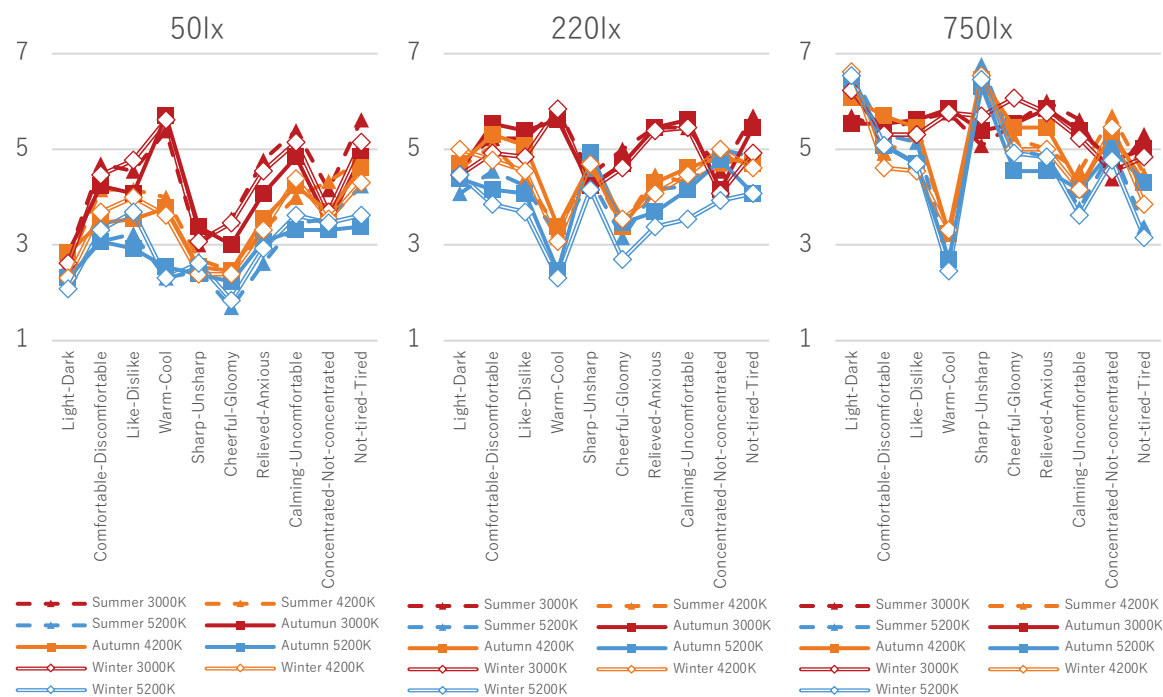 50lx
220lx
750lx
7
5
3
1
7
5
3
1
7
5
3
1
Light-Dark
Comfortable-Discomfortable
Like-Dislike
Warm-Cool
Sharp-Unsharp
Cheerful-Gloomy
Relieved-Anxious
Calming-Uncomfortable
Concentrated-Not-concentrated
Not-tired-Tired
Light-Dark
Comfortable-Discomfortable
Like-Dislike
Warm-Cool
Sharp-Unsharp
Cheerful-Gloomy
Relieved-Anxious
Calming-Uncomfortable
Concentrated-Not-concentrated
Not-tired-Tired
Light-Dark
Comfortable-Discomfortable
Like-Dislike
Warm-Cool
Sharp-Unsharp
Cheerful-Gloomy
Relieved-Anxious
Calming-Uncomfortable
Concentrated-Not-concentrated
Not-tired-Tired
Summer 3000K
Summer 4200K
Summer 5200K
Autumun 3000K
Autumn 4200K
Autumn 5200K
Winter 3000K
Winter 4200K
Winter 5200K
Summer 3000K
Summer 4200K
Summer 5200K
Autumun 3000K
Autumn 4200K
Autumn 5200K
Winter 3000K
Winter 4200K
Winter 5200K
Summer 3000K
Summer 4200K
Summer 5200K
Autumun 3000K
Autumn 4200K
Autumn 5200K
Winter 3000K
Winter 4200K
Winter 5200K